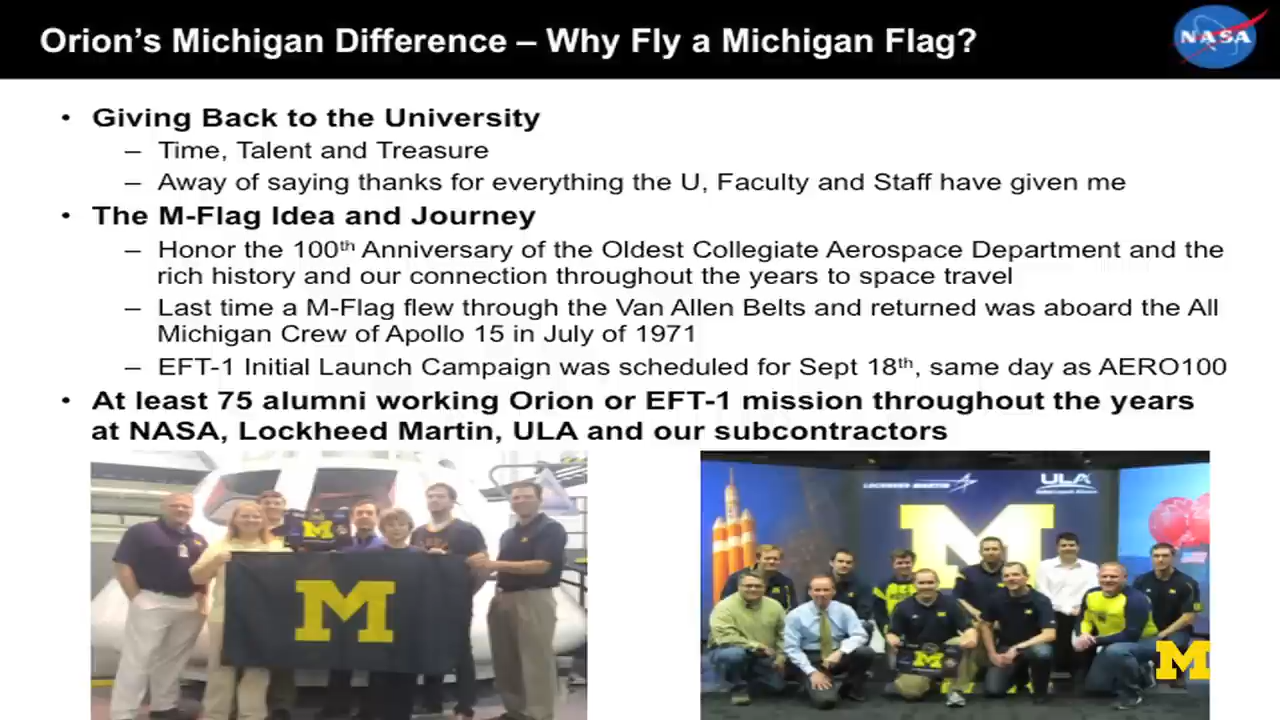 Orion's Michigan Difference – Why Fly a Michigan Flag?
NASA
• Giving Back to the University
– Time, Talent and Treasure
– Away of saying thanks for everything the U, Faculty and Staff have given me
• The M-Flag Idea and Journey
– Honor the 100th Anniversary of the Oldest Collegiate Aerospace Department and the
rich history and our connection throughout the years to space travel
– Last time a M-Flag flew through the Van Allen Belts and returned was aboard the All
Michigan Crew of Apollo 15 in July of 1971
– EFT-1 Initial Launch Campaign was scheduled for Sept 18th, same day as AERO100
• At least 75 alumni working Orion or EFT-1 mission throughout the years
at NASA, Lockheed Martin, ULA and our subcontractors
M
M
LOCKHEED MARTIN
ULA
M
M
M